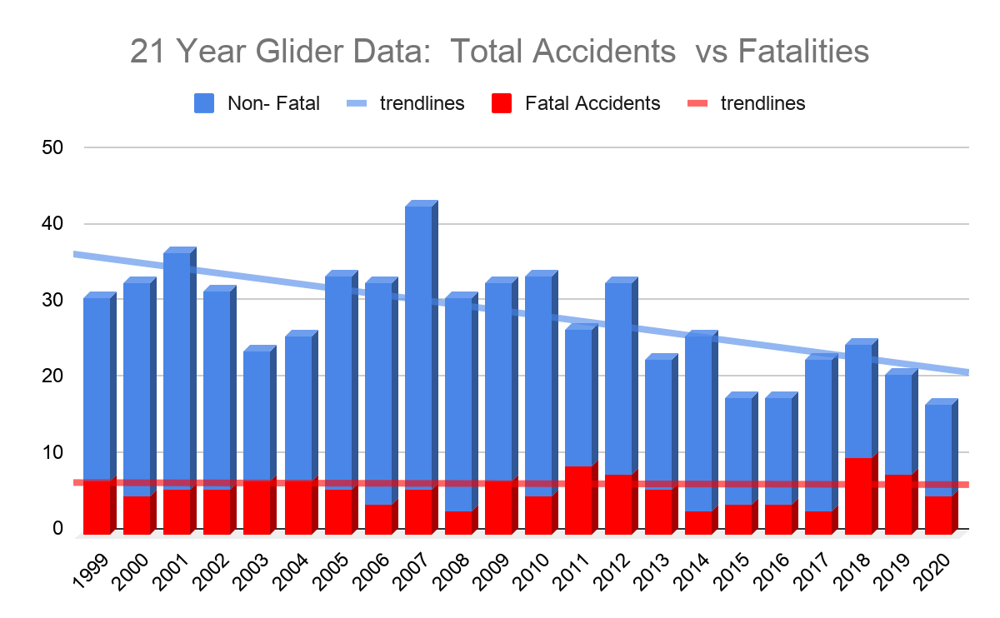 21 Year Glider Data:  Total Accidents  vs Fatalities
Non- Fatal trendlines Fatal Accidents trendlines
50
40
30
20
10
0
1999 2000 2001 2002 2003 2004 2005 2006 2007 2008 2009 2010 2011 2012 2013 2014 2015 2016 2017 2018 2019 2020